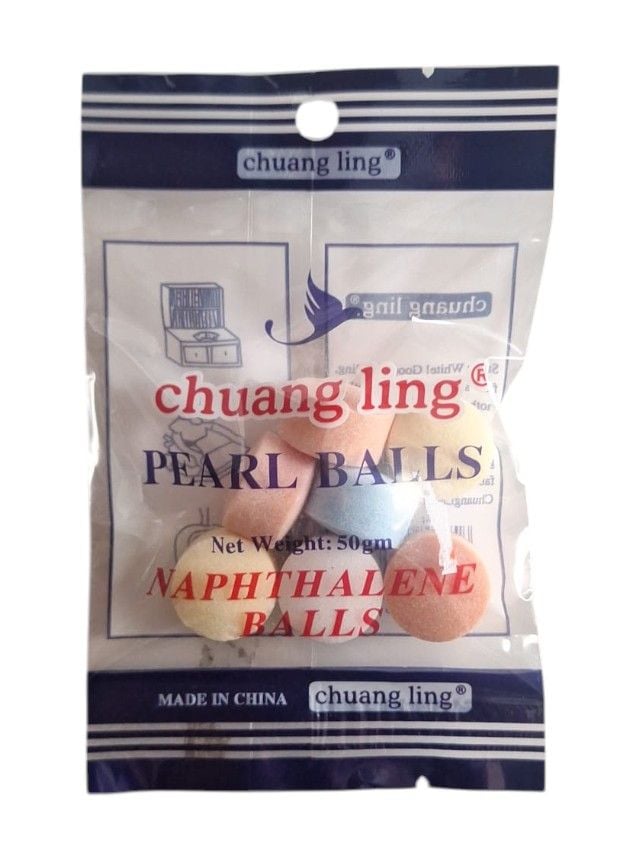 chuang ling®
chuang ling®
chuang ling®
PEARL BALLS
Net Weight: 50gm
NAPHTHALENE
BALLS
MADE IN CHINA
chuang ling®